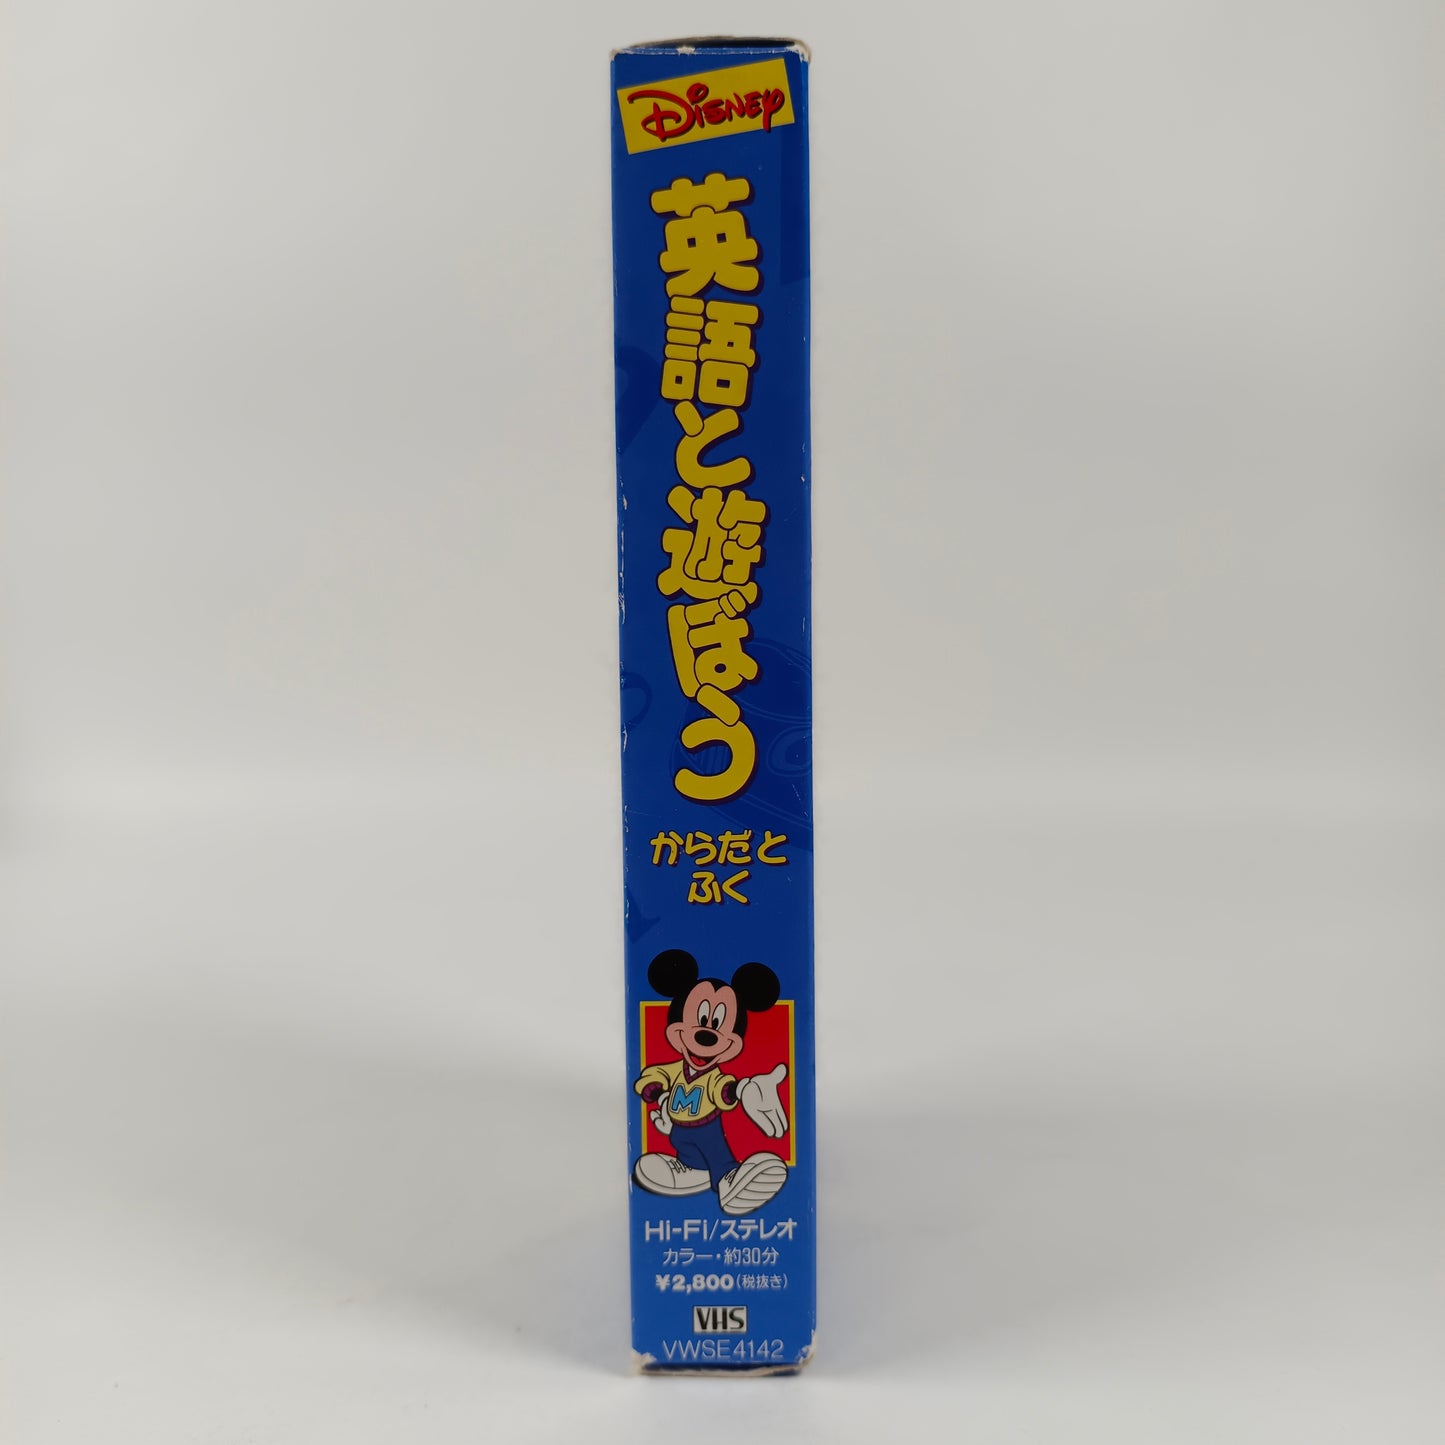 Disney
英語と遊ぼう
からだと
ふく
M
Hi-Fi/ステレオ
カラー・約30分
¥2,800(税抜き)
VHS
VWSE4142